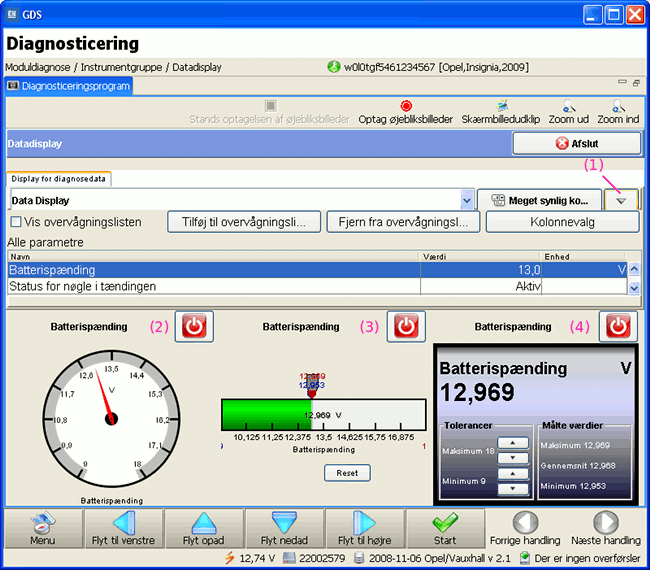 GDS
Diagnosticering
Moduldiagnose / Instrumentgruppe / Datadisplay
w0l0tgf5461234567 [Opel,Insignia,2009]
Diagnosticeringsprogram
Stands optagelsen af øjebliksbilleder
Optag øjebliksbilleder
Skærmbilledudklip
Zoom ud
Zoom ind
Datadisplay
Afslut
(1)
Display for diagnosedata
Data Display
Meget synlig ko...
Vis overvågningslisten
Tilføj til overvågningsli...
Fjern fra overvågningsl...
Kolonnevalg
Alle parametre
Navn Værdi Enhed
Batterispænding 13,0 V
Status for nøgle i tændingen Aktiv
Batterispænding (2)
Batterispænding (3)
Batterispænding (4)
13,5
12,6
14,4
11,7
15,3
10,8
16,2
9,9
17,1
9
18
V
Batterispænding
12,969
12,953
12,969 V
10,125 11,25 12,375 13,5 14,625 15,75 16,875
9
1
Batterispænding
Reset
Batterispænding V
12,969
Tolerancer
Maksimum 18
Minimum 9
Målte værdier
Maksimum 12,969
Gennemsnit 12,968
Minimum 12,953
Menu
Flyt til venstre
Flyt opad
Flyt nedad
Flyt til højre
Start
Forrige handling
Næste handling
12,74 V
22002579
2008-11-06 Opel/Vauxhall v 2.1
Der er ingen overførsler